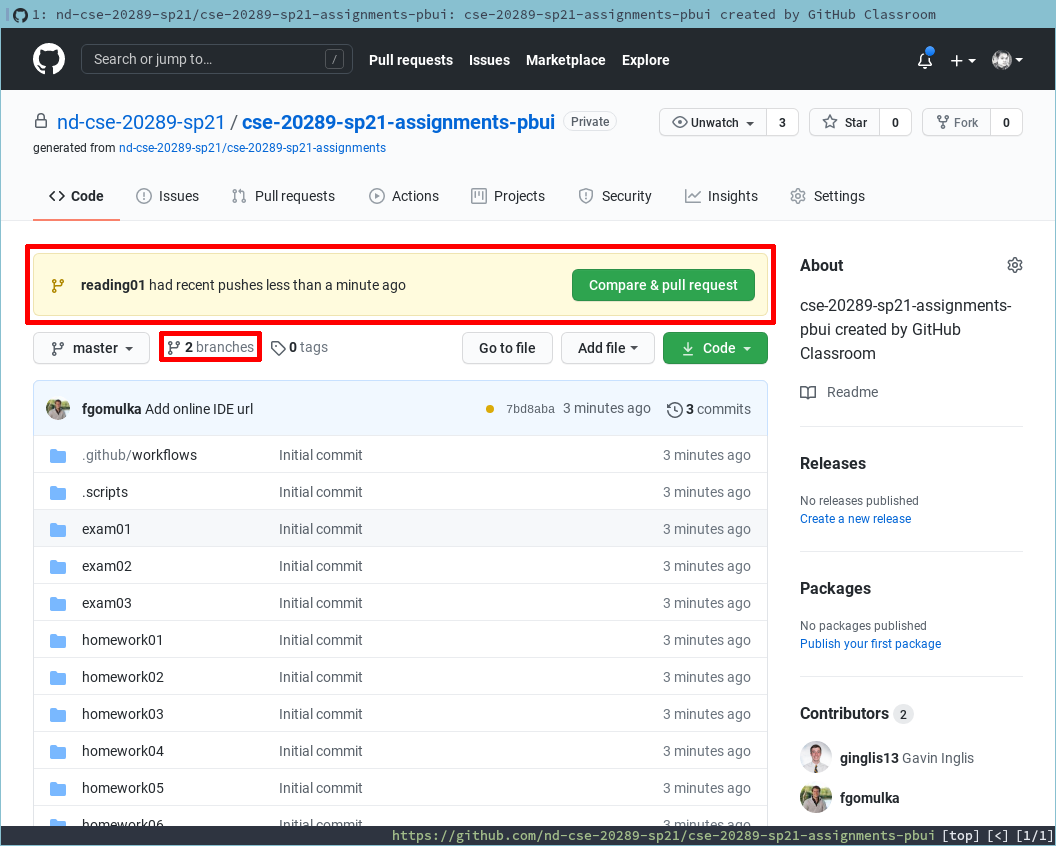 1: nd-cse-20289-sp21/cse-20289-sp21-assignments-pbui: cse-20289-sp21-assignments-pbui created by GitHub Classroom
Search or jump to… / Pull requests Issues Marketplace Explore
nd-cse-20289-sp21 / cse-20289-sp21-assignments-pbui Private Unwatch 3 Star 0 Fork 0
generated from nd-cse-20289-sp21/cse-20289-sp21-assignments
Code Issues Pull requests Actions Projects Security Insights Settings
reading01 had recent pushes less than a minute ago Compare & pull request
master 2 branches 0 tags Go to file Add file Code
fgomulka Add online IDE url 7bd8aba 3 minutes ago 3 commits
.github/workflows Initial commit 3 minutes ago
.scripts Initial commit 3 minutes ago
exam01 Initial commit 3 minutes ago
exam02 Initial commit 3 minutes ago
exam03 Initial commit 3 minutes ago
homework01 Initial commit 3 minutes ago
homework02 Initial commit 3 minutes ago
homework03 Initial commit 3 minutes ago
homework04 Initial commit 3 minutes ago
homework05 Initial commit 3 minutes ago
homework06 Initial commit 3 minutes ago
About
cse-20289-sp21-assignments-
pbui created by GitHub
Classroom
Readme
Releases
No releases published
Create a new release
Packages
No packages published
Publish your first package
Contributors 2
ginglis13 Gavin Inglis
fgomulka
https://github.com/nd-cse-20289-sp21/cse-20289-sp21-assignments-pbui [top] [<] [1/1]